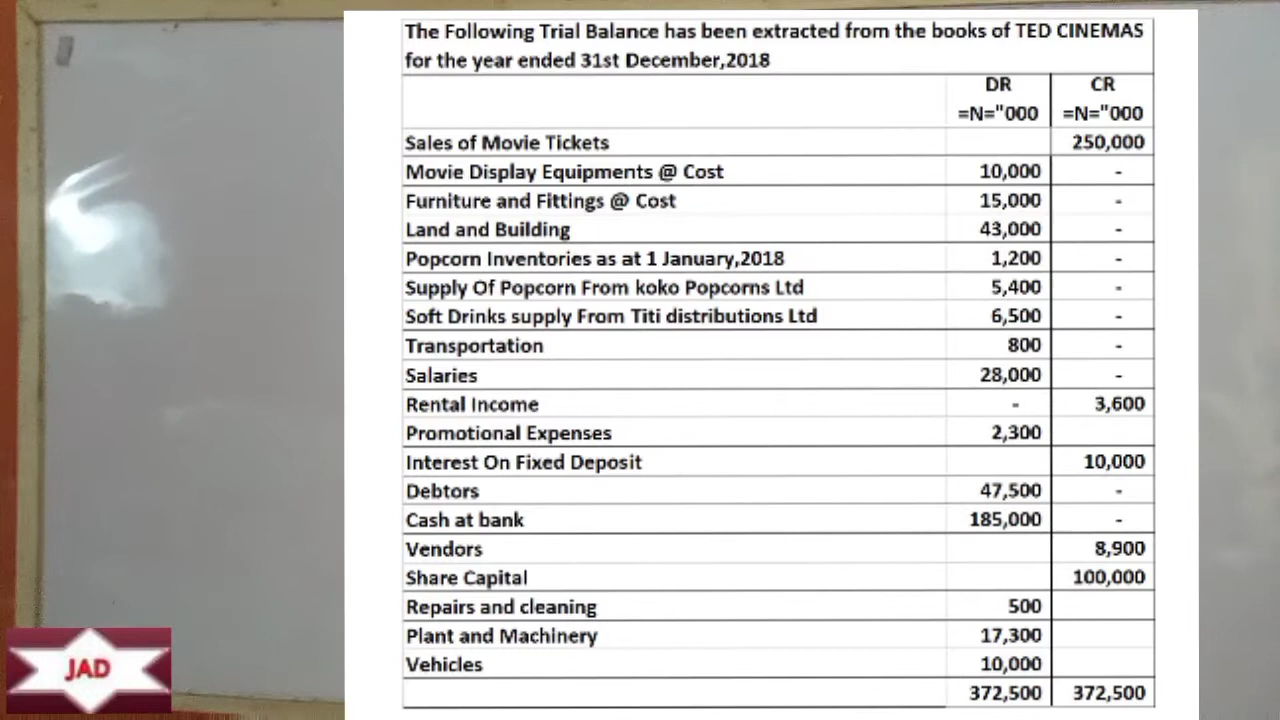 The Following Trial Balance has been extracted from the books of TED CINEMAS
for the year ended 31st December,2018
DR CR
=N="000 =N="000
Sales of Movie Tickets 250,000
Movie Display Equipments @ Cost 10,000 -
Furniture and Fittings @ Cost 15,000 -
Land and Building 43,000 -
Popcorn Inventories as at 1 January,2018 1,200 -
Supply Of Popcorn From koko Popcorns Ltd 5,400 -
Soft Drinks supply From Titi distributions Ltd 6,500 -
Transportation 800 -
Salaries 28,000 -
Rental Income - 3,600
Promotional Expenses 2,300
Interest On Fixed Deposit 10,000
Debtors 47,500 -
Cash at bank 185,000 -
Vendors 8,900
Share Capital 100,000
Repairs and cleaning 500
Plant and Machinery 17,300
Vehicles 10,000
372,500 372,500
JAD